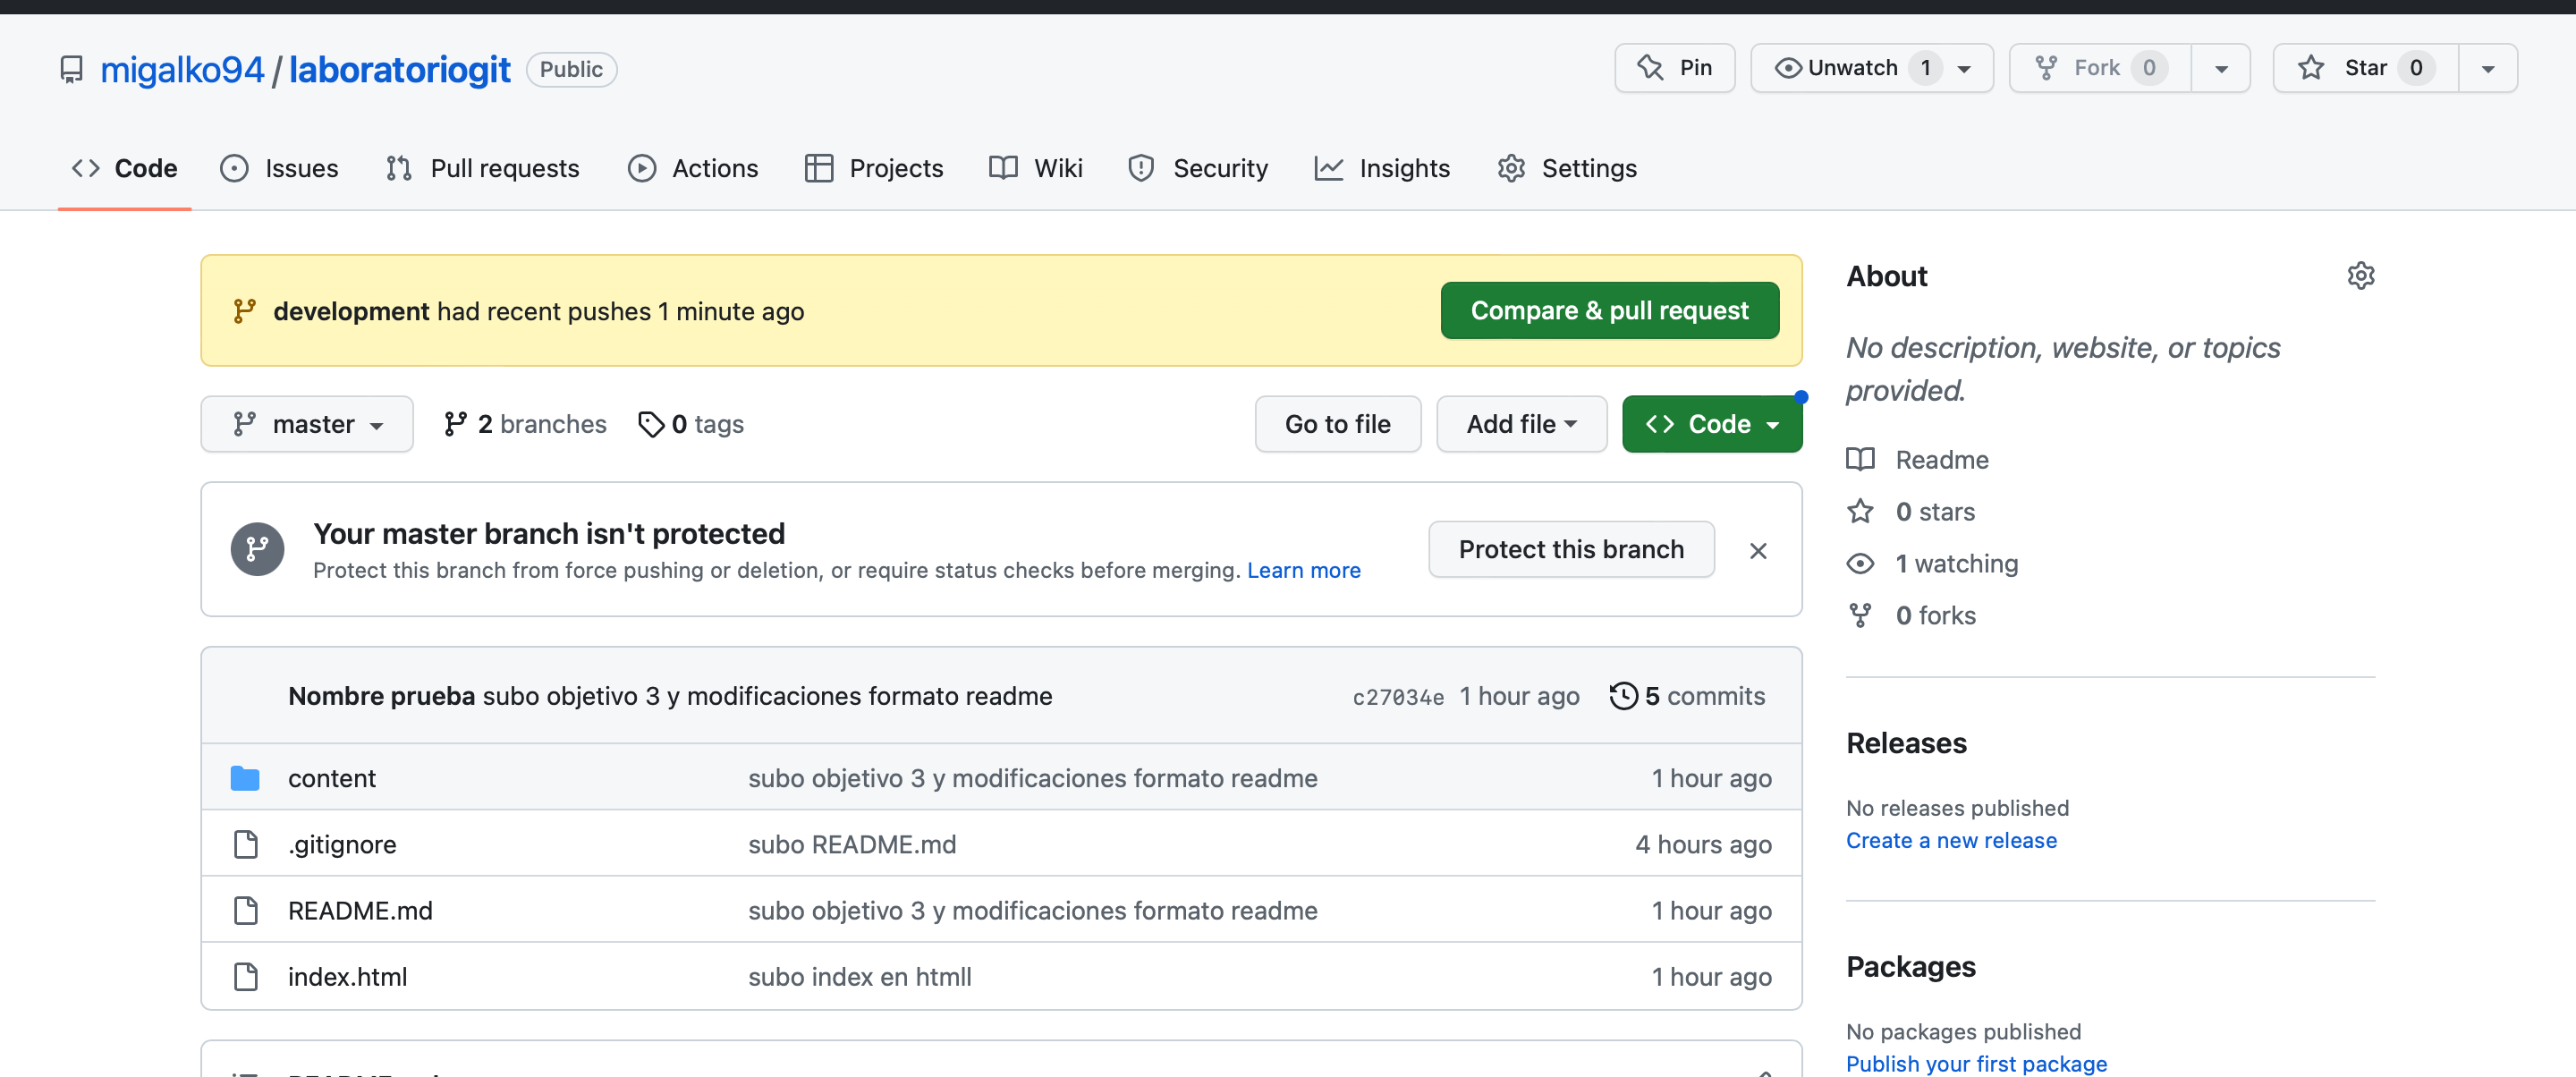 migalko94 / laboratoriogit Public
Pin Unwatch 1 Fork 0 Star 0
Code Issues Pull requests Actions Projects Wiki Security Insights Settings
development had recent pushes 1 minute ago Compare & pull request
master 2 branches 0 tags Go to file Add file Code
Your master branch isn't protected
Protect this branch from force pushing or deletion, or require status checks before merging. Learn more
Protect this branch
Nombre prueba subo objetivo 3 y modificaciones formato readme c27034e 1 hour ago 5 commits
content subo objetivo 3 y modificaciones formato readme 1 hour ago
.gitignore subo README.md 4 hours ago
README.md subo objetivo 3 y modificaciones formato readme 1 hour ago
index.html subo index en htmll 1 hour ago
About
No description, website, or topics
provided.
Readme
0 stars
1 watching
0 forks
Releases
No releases published
Create a new release
Packages
No packages published
Publish your first package